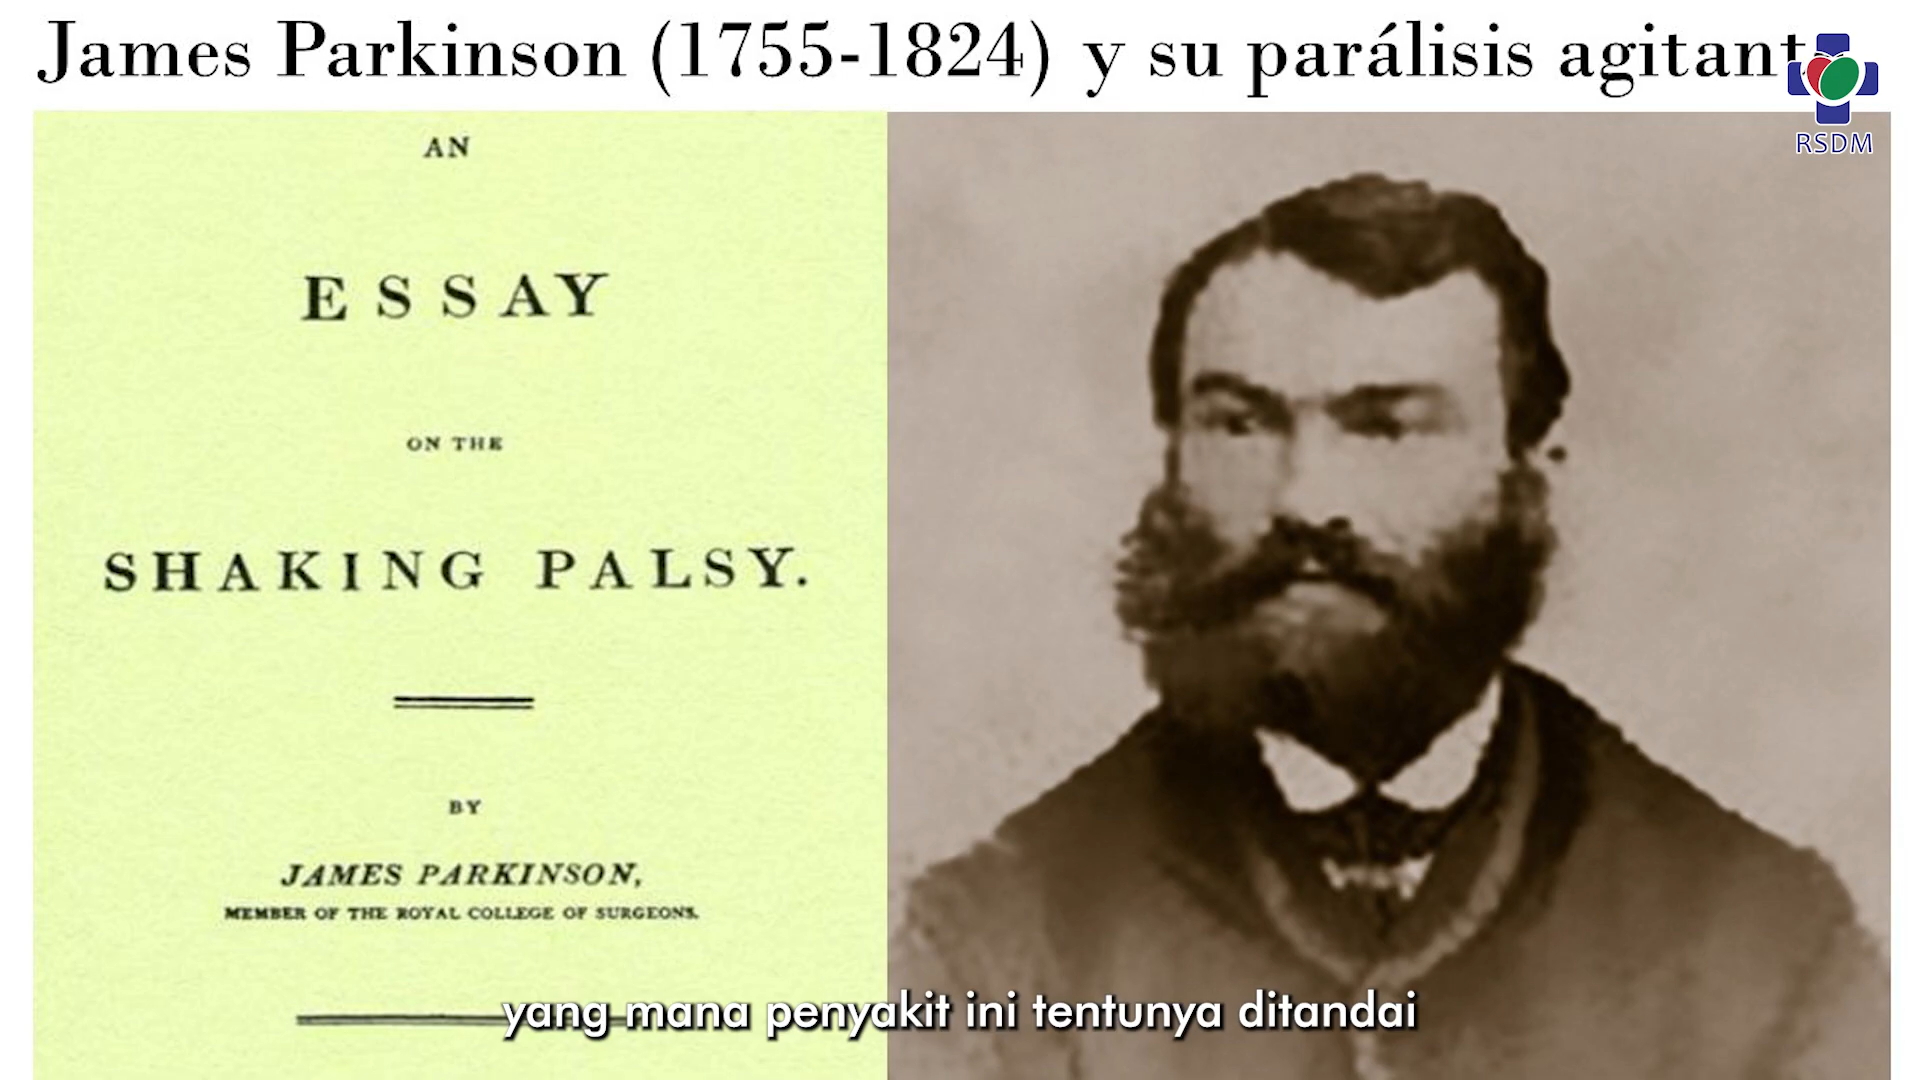 James Parkinson (1755-1824) y su parálisis agitant
RSDM
AN
ESSAY
ON THE
SHAKING PALSY.
BY
JAMES PARKINSON,
MEMBER OF THE ROYAL COLLEGE OF SURGEONS.
yang mana penyakit ini tentunya ditandai